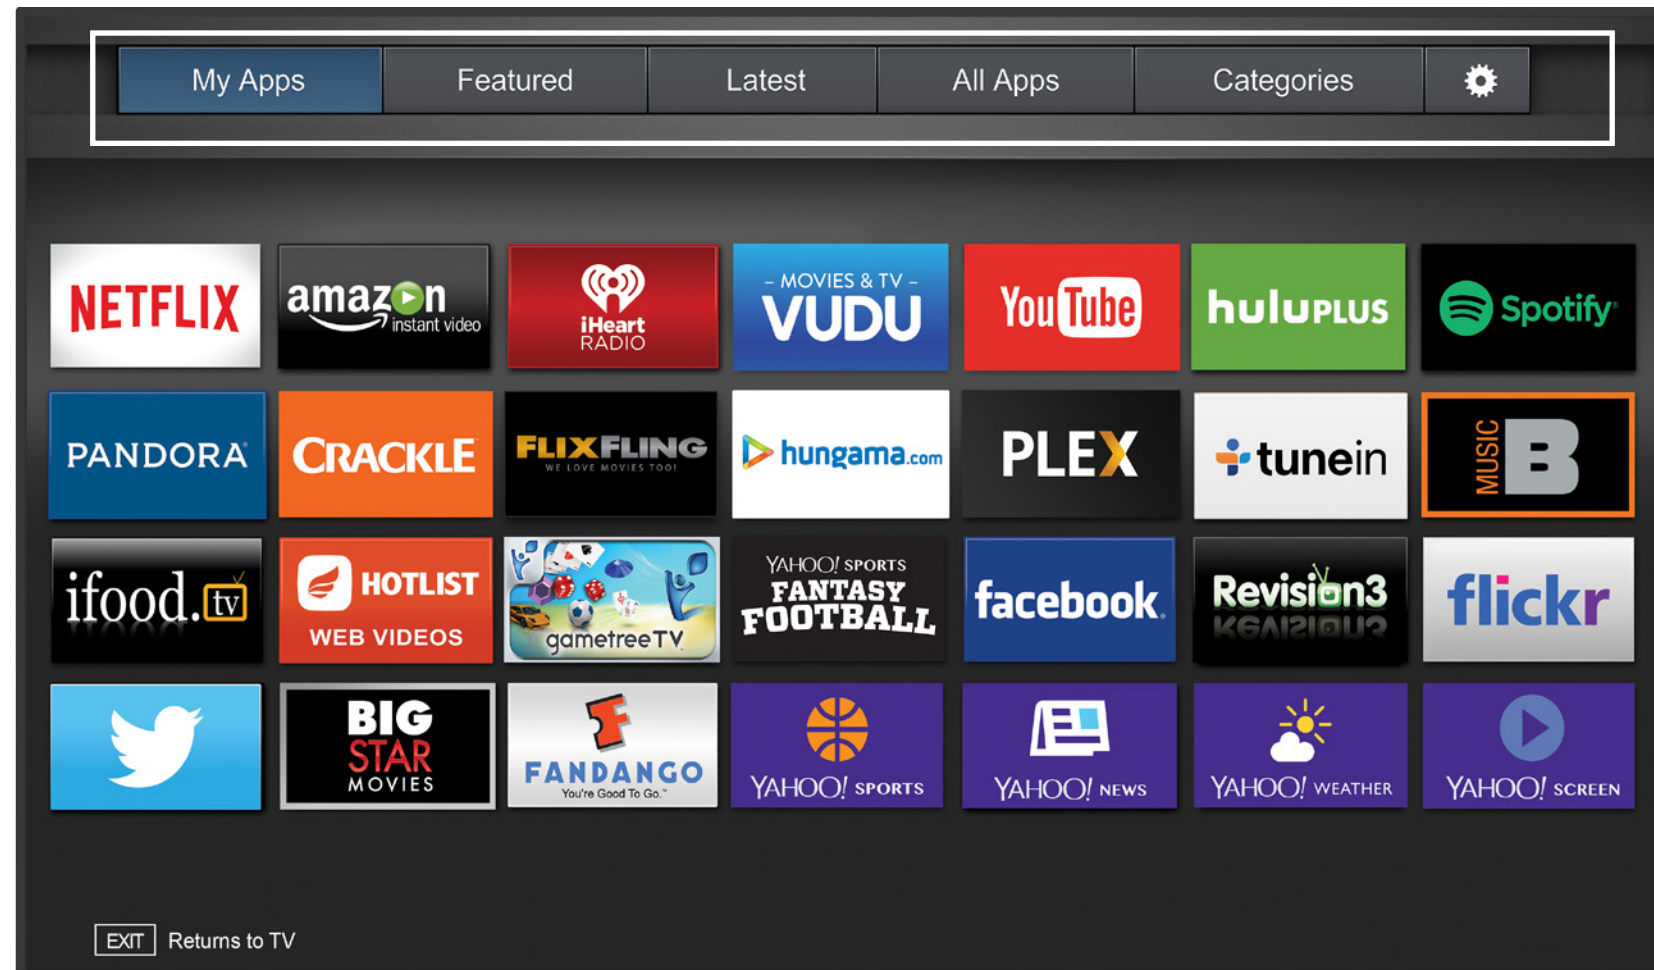 My Apps
Featured
Latest
All Apps
Categories
NETFLIX
amazon
instant video
iHeart
RADIO
- MOVIES & TV -
VUDU
YouTube
huluPLUS
Spotify
PANDORA
CRACKLE
FLIXFLING
WE LOVE MOVIES TOO!
hungama.com
PLEX
tunein
MUSIC B
ifood.tv
HOTLIST
WEB VIDEOS
gametreeTV
YAHOO! SPORTS
FANTASY
FOOTBALL
facebook
Revision3
flickr
BIG
STAR
MOVIES
FANDANGO
You're Good To Go.™
YAHOO! SPORTS
YAHOO! NEWS
YAHOO! WEATHER
YAHOO! SCREEN
EXIT Returns to TV